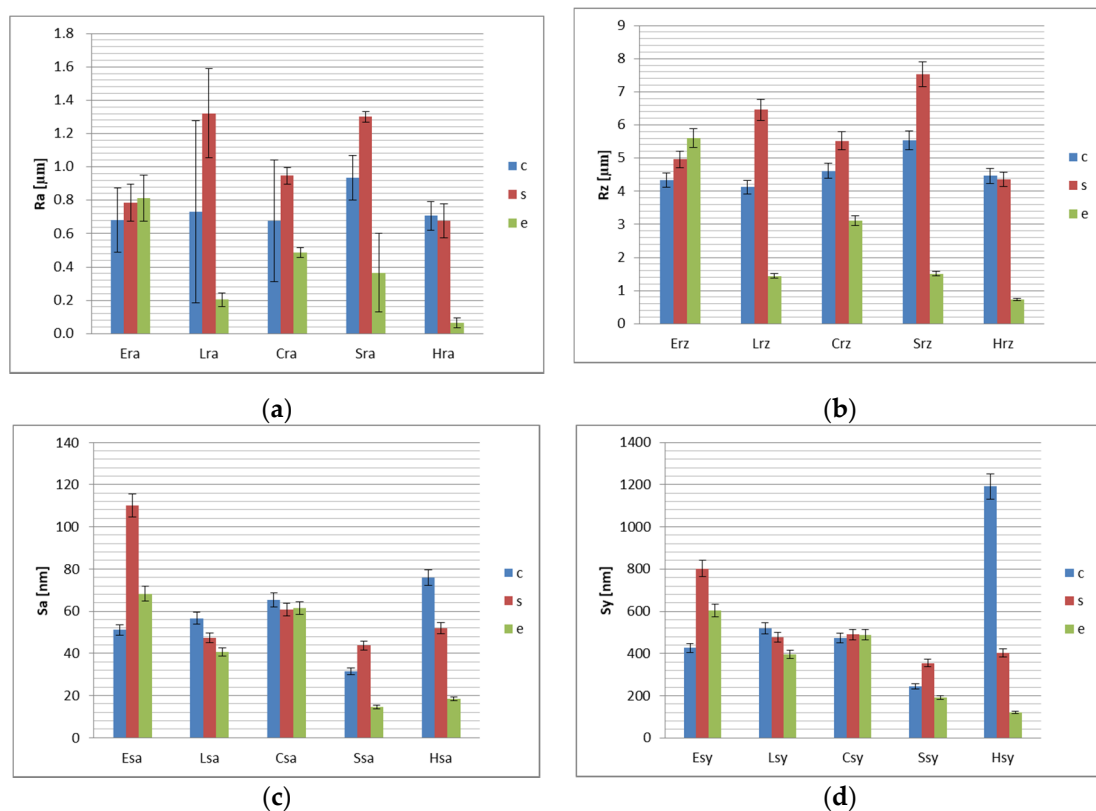 1.8
1.6
1.4
1.2
1.0
0.8
0.6
0.4
0.2
0.0
Ra [µm]
Era Lra Cra Sra Hra
c
s
e
(a)
9
8
7
6
5
4
3
2
1
0
Rz [µm]
Erz Lrz Crz Srz Hrz
c
s
e
(b)
140
120
100
80
60
40
20
0
Sa [nm]
Esa Lsa Csa Ssa Hsa
c
s
e
(c)
1400
1200
1000
800
600
400
200
0
Sy [nm]
Esy Lsy Csy Ssy Hsy
c
s
e
(d)